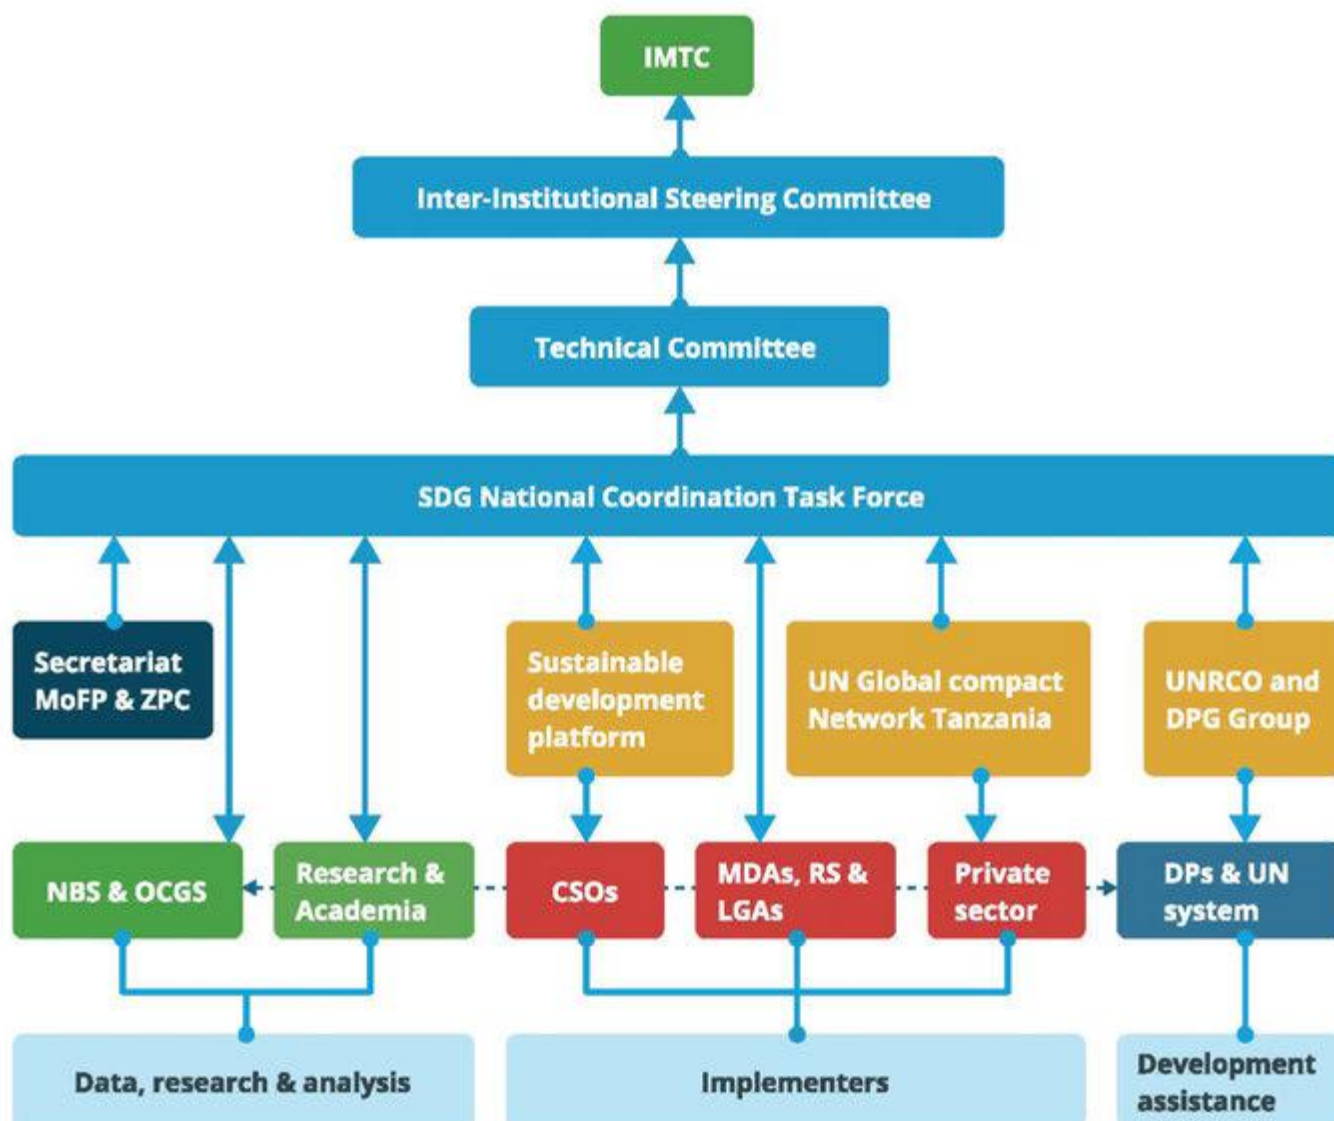 IMTC
Inter-Institutional Steering Committee
Technical Committee
SDG National Coordination Task Force
Secretariat
MoFP & ZPC
Sustainable
development
platform
UN Global compact
Network Tanzania
UNRCO and
DPG Group
NBS & OCGS
Research &
Academia
CSOs
MDAs, RS &
LGAs
Private
sector
DPs & UN
system
Data, research & analysis
Implementers
Development
assistance